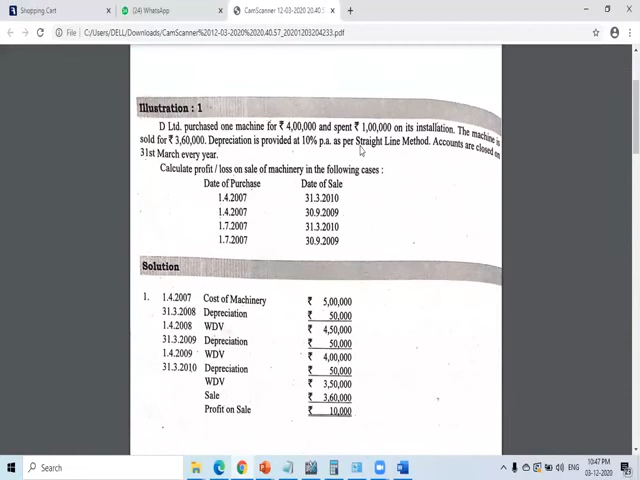 Shopping Cart
(24) WhatsApp
CamScanner 12-03-2020 20.40.5
File
C:/Users/DELL/Downloads/CamScanner%2012-03-2020%2020.40.57_20201203204233.pdf
Illustration : 1
D Ltd. purchased one machine for ₹ 4,00,000 and spent ₹ 1,00,000 on its installation. The machine is
sold for ₹ 3,60,000. Depreciation is provided at 10% p.a. as per Straight Line Method. Accounts are closed on
31st March every year.
Calculate profit / loss on sale of machinery in the following cases :
Date of Purchase Date of Sale
1.4.2007 31.3.2010
1.4.2007 30.9.2009
1.7.2007 31.3.2010
1.7.2007 30.9.2009
Solution
1. 1.4.2007 Cost of Machinery ₹ 5,00,000
31.3.2008 Depreciation ₹ 50,000
1.4.2008 WDV ₹ 4,50,000
31.3.2009 Depreciation ₹ 50,000
1.4.2009 WDV ₹ 4,00,000
31.3.2010 Depreciation ₹ 50,000
WDV ₹ 3,50,000
Sale ₹ 3,60,000
Profit on Sale ₹ 10,000
Search
ENG
10:47 PM
03-12-2020